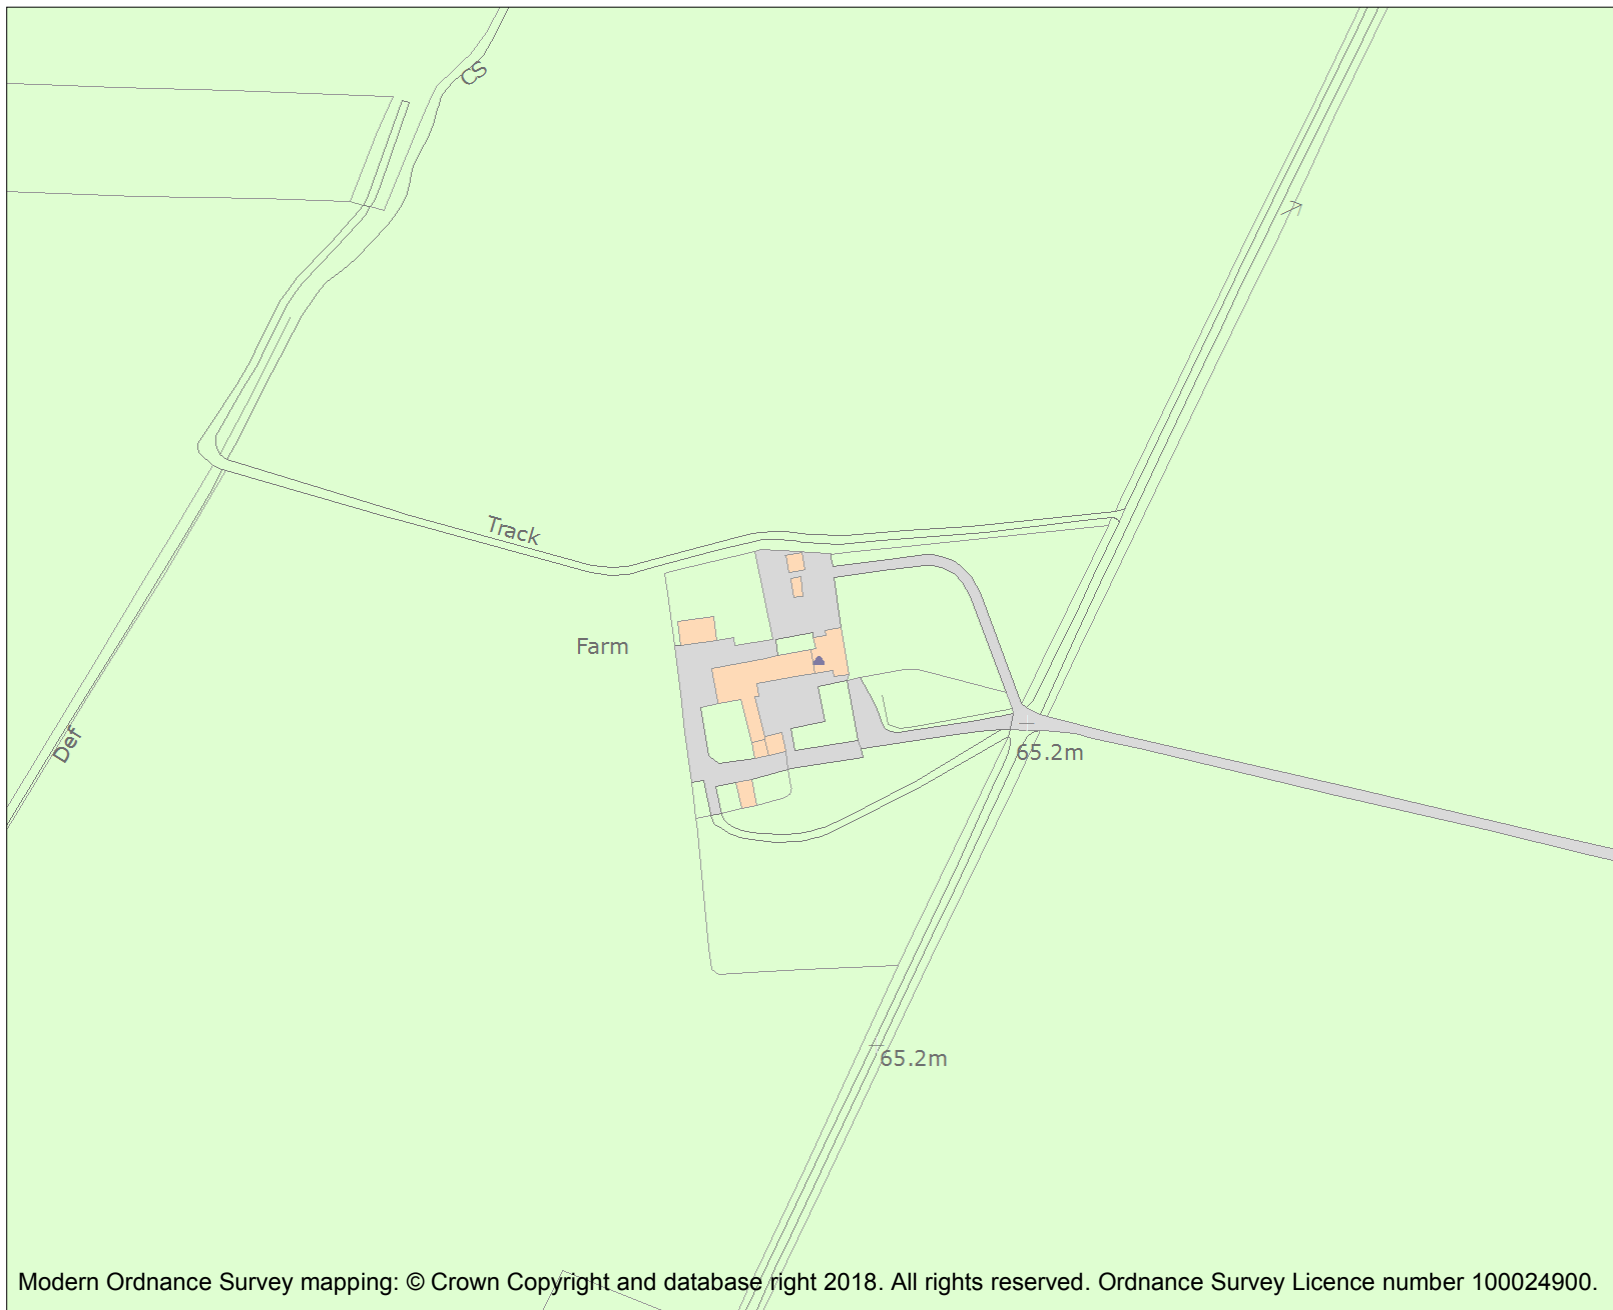 CS
Track
Farm
Def
65.2m
65.2m
Modern Ordnance Survey mapping: © Crown Copyright and database right 2018. All rights reserved. Ordnance Survey Licence number 100024900.